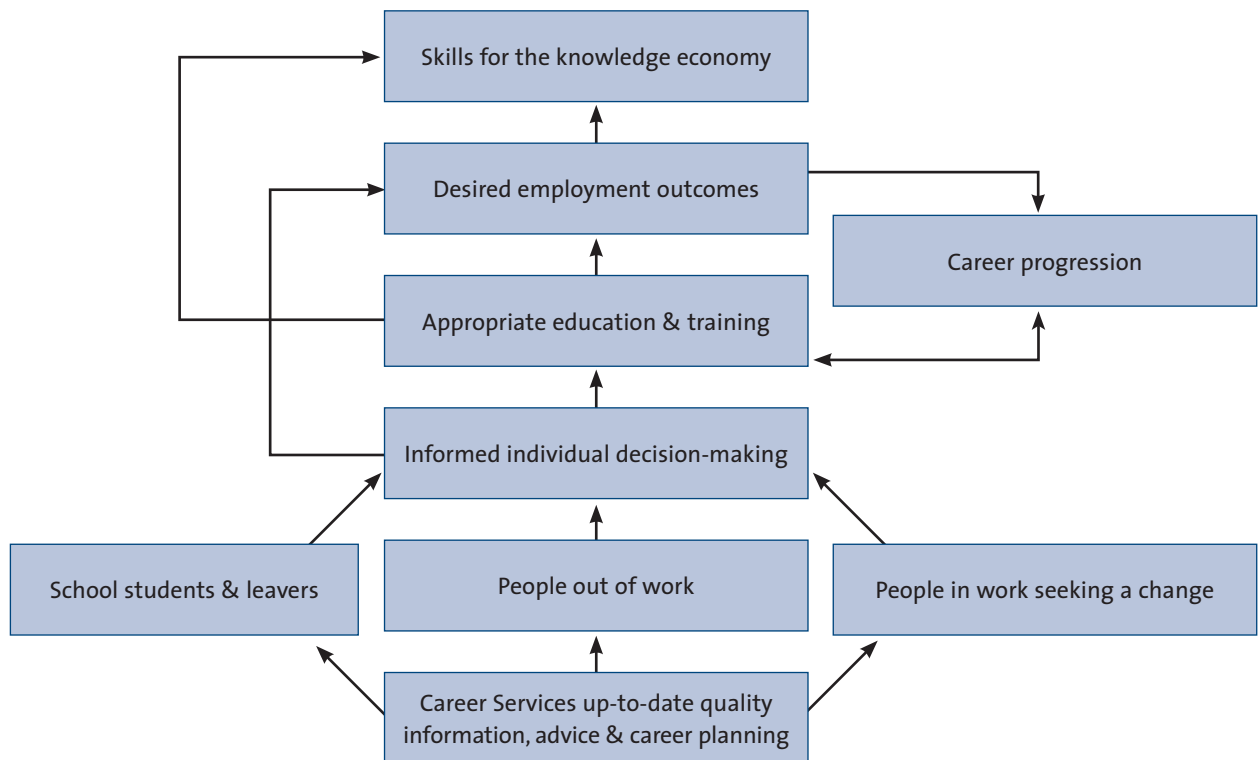 Skills for the knowledge economy
Desired employment outcomes
Career progression
Appropriate education & training
Informed individual decision-making
School students & leavers
People out of work
People in work seeking a change
Career Services up-to-date quality
information, advice & career planning